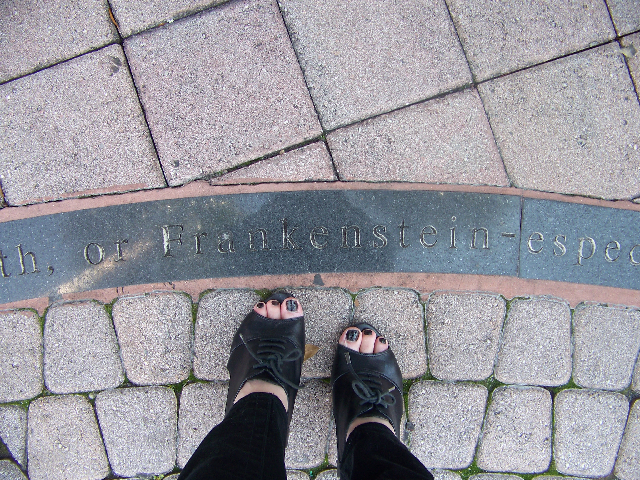 th, or Frankenstein-espec